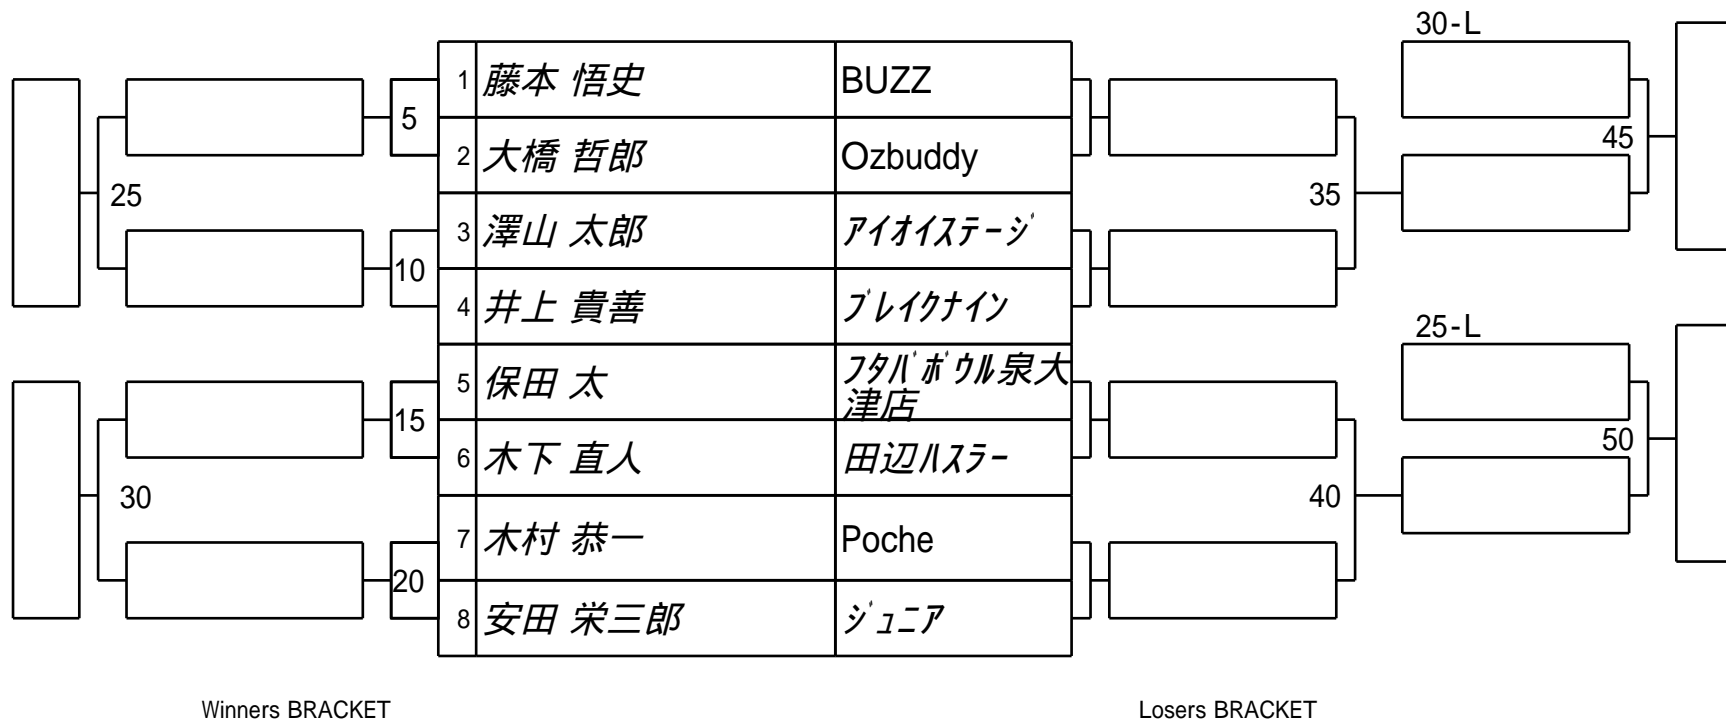 30-L
1 藤本 悟史 BUZZ
5
45
2 大橋 哲郎 Ozbuddy
25
35
3 澤山 太郎 ｱｲｵｲｽﾃｰｼﾞ
10
4 井上 貴善 ﾌﾞﾚｲｸﾅｲﾝ
25-L
5 保田 太 ﾌﾀﾊﾞﾎﾞｳﾙ泉大
津店
15
50
6 木下 直人 田辺ﾊｽﾗｰ
30
40
7 木村 恭一 Poche
20
8 安田 栄三郎 ｼﾞｭﾆｱ
Winners BRACKET
Losers BRACKET